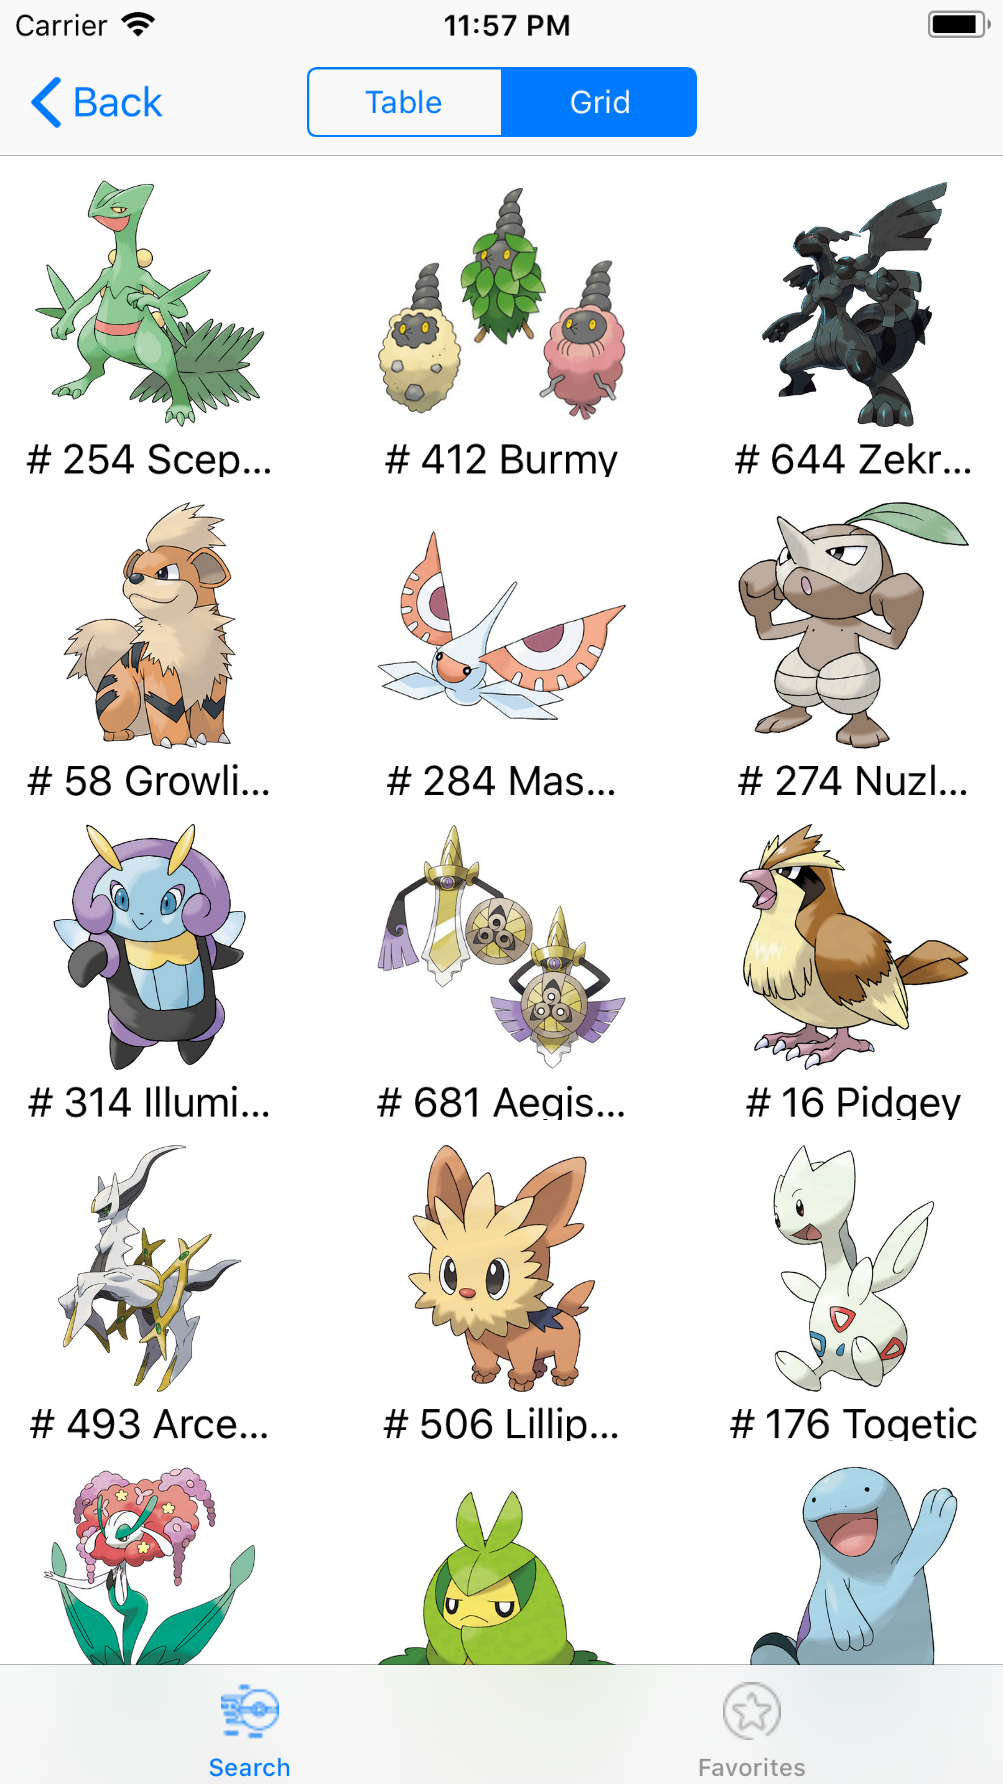 Carrier 11:57 PM
Back Table Grid
# 254 Scep... # 412 Burmy # 644 Zekr...
# 58 Growli... # 284 Mas... # 274 Nuzl...
# 314 Illumi... # 681 Aegis... # 16 Pidgey
# 493 Arce... # 506 Lillip... # 176 Togetic
Search Favorites